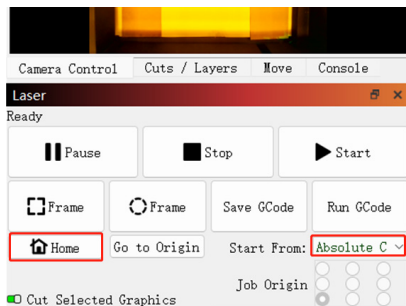 Camera Control Cuts / Layers Move Console
Laser
Ready
Pause Stop Start
Frame Frame Save GCode Run GCode
Home Go to Origin Start From: Absolute C
Job Origin
Cut Selected Graphics